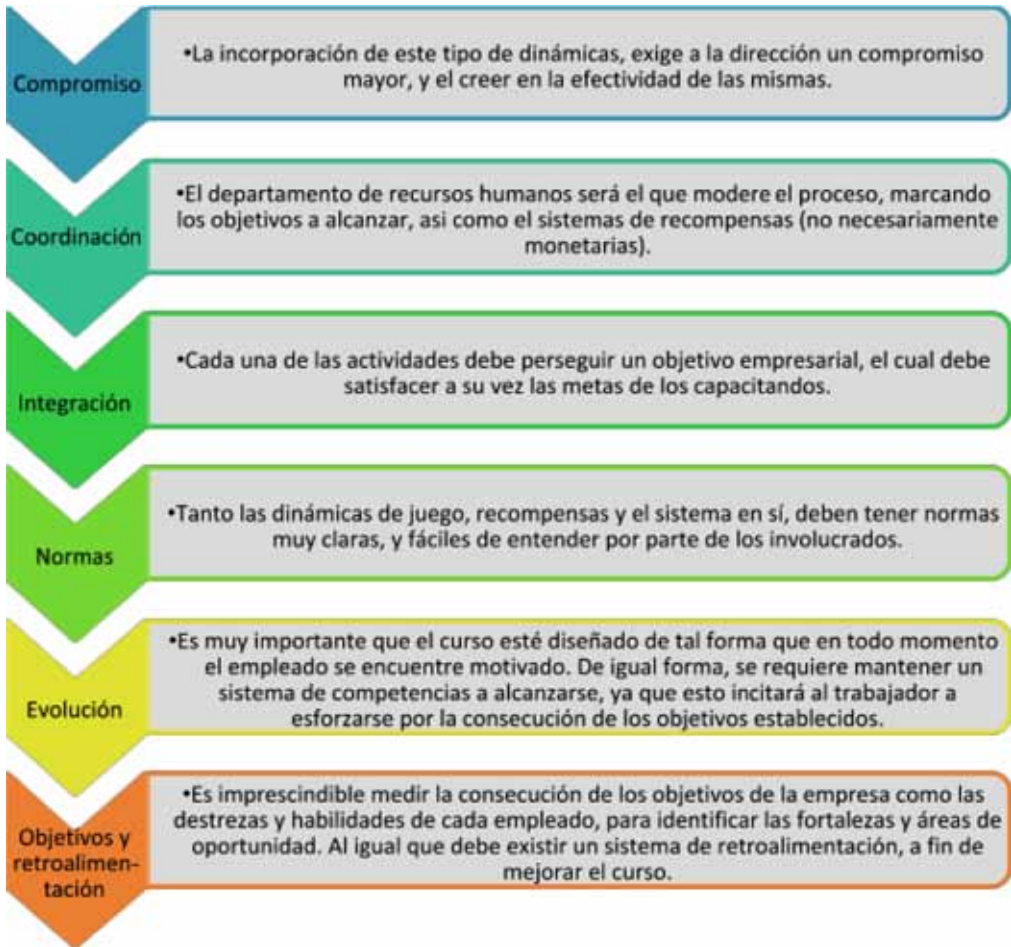 Compromiso
•La incorporación de este tipo de dinámicas, exige a la dirección un compromiso
mayor, y el creer en la efectividad de las mismas.
Coordinación
•El departamento de recursos humanos será el que modere el proceso, marcando
los objetivos a alcanzar, asi como el sistemas de recompensas (no necesariamente
monetarias).
Integración
•Cada una de las actividades debe perseguir un objetivo empresarial, el cual debe
satisfacer a su vez las metas de los capacitandos.
Normas
•Tanto las dinámicas de juego, recompensas y el sistema en sí, deben tener normas
muy claras, y fáciles de entender por parte de los involucrados.
Evolución
•Es muy importante que el curso esté diseñado de tal forma que en todo momento
el empleado se encuentre motivado. De igual forma, se requiere mantener un
sistema de competencias a alcanzarse, ya que esto incitará al trabajador a
esforzarse por la consecución de los objetivos establecidos.
Objetivos y
retroalimen-
tación
•Es imprescindible medir la consecución de los objetivos de la empresa como las
destrezas y habilidades de cada empleado, para identificar las fortalezas y áreas de
oportunidad. Al igual que debe existir un sistema de retroalimentación, a fin de
mejorar el curso.